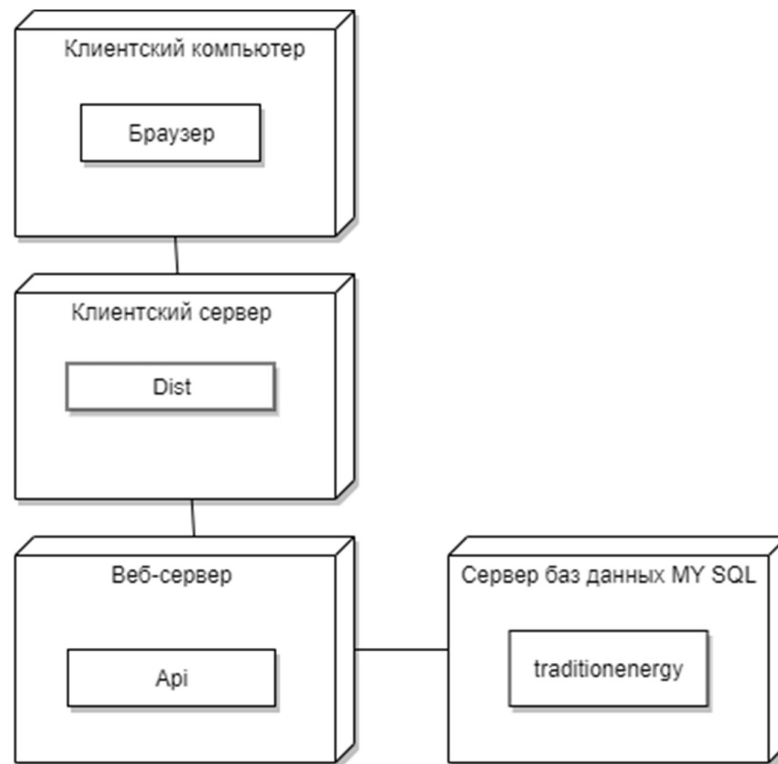 Клиентский компьютер
Браузер
Клиентский сервер
Dist
Веб-сервер
Api
Сервер баз данных MY SQL
traditionenergy